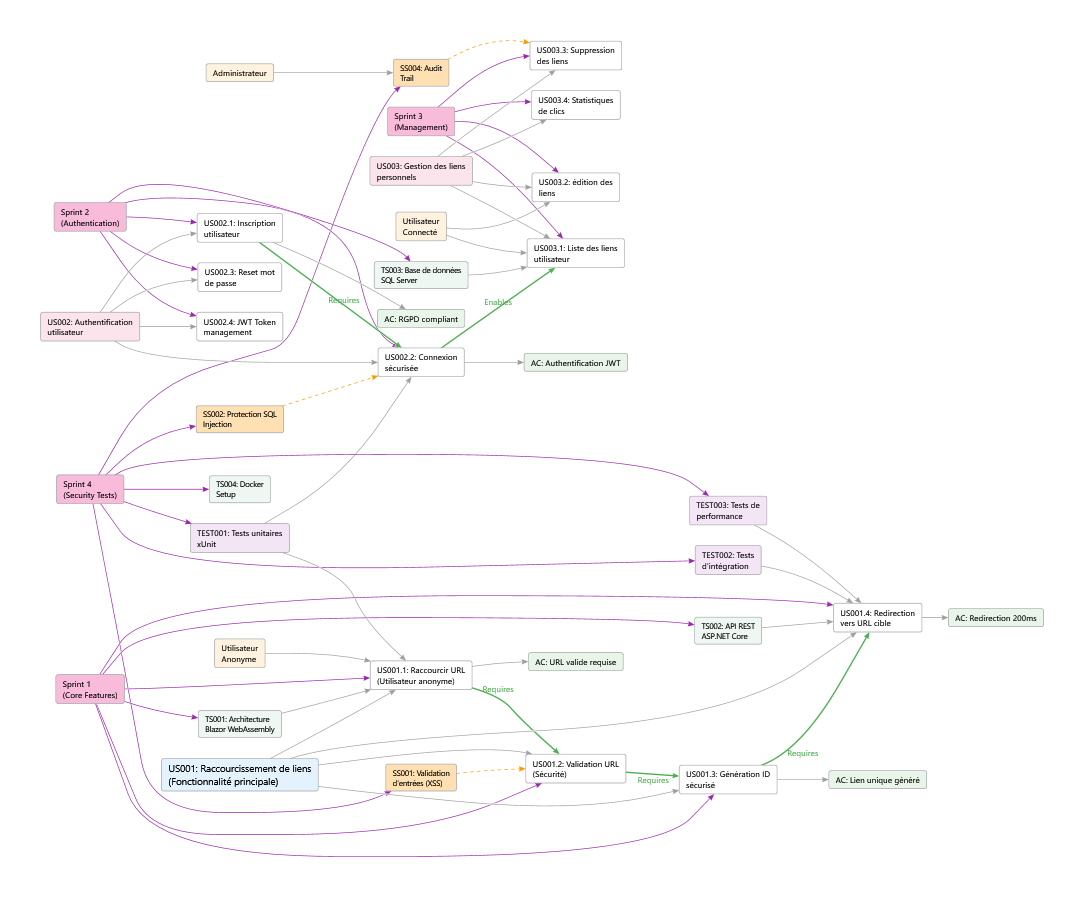 US003.3: Suppression
des liens
Administrateur
SS004: Audit
Trail
US003.4: Statistiques
de clics
Sprint 3
(Management)
US003: Gestion des liens
personnels
US003.2: édition des
liens
Sprint 2
(Authentication)
US002.1: Inscription
utilisateur
Utilisateur
Connecté
US003.1: Liste des liens
utilisateur
US002.3: Reset mot
de passe
TS003: Base de données
SQL Server
Requires
Enables
US002: Authentification
utilisateur
US002.4: JWT Token
management
AC: RGPD compliant
US002.2: Connexion
sécurisée
AC: Authentification JWT
SS002: Protection SQL
Injection
Sprint 4
(Security Tests)
TS004: Docker
Setup
TEST001: Tests unitaires
xUnit
TEST003: Tests de
performance
TEST002: Tests
d'intégration
US001.4: Redirection
vers URL cible
AC: Redirection 200ms
TS002: API REST
ASP.NET Core
Utilisateur
Anonyme
US001.1: Raccourcir URL
(Utilisateur anonyme)
AC: URL valide requise
Sprint 1
(Core Features)
Requires
TS001: Architecture
Blazor WebAssembly
US001: Raccourcissement de liens
(Fonctionnalité principale)
SS001: Validation
d'entrées (XSS)
US001.2: Validation URL
(Sécurité)
Requires
US001.3: Génération ID
sécurisé
Requires
AC: Lien unique généré